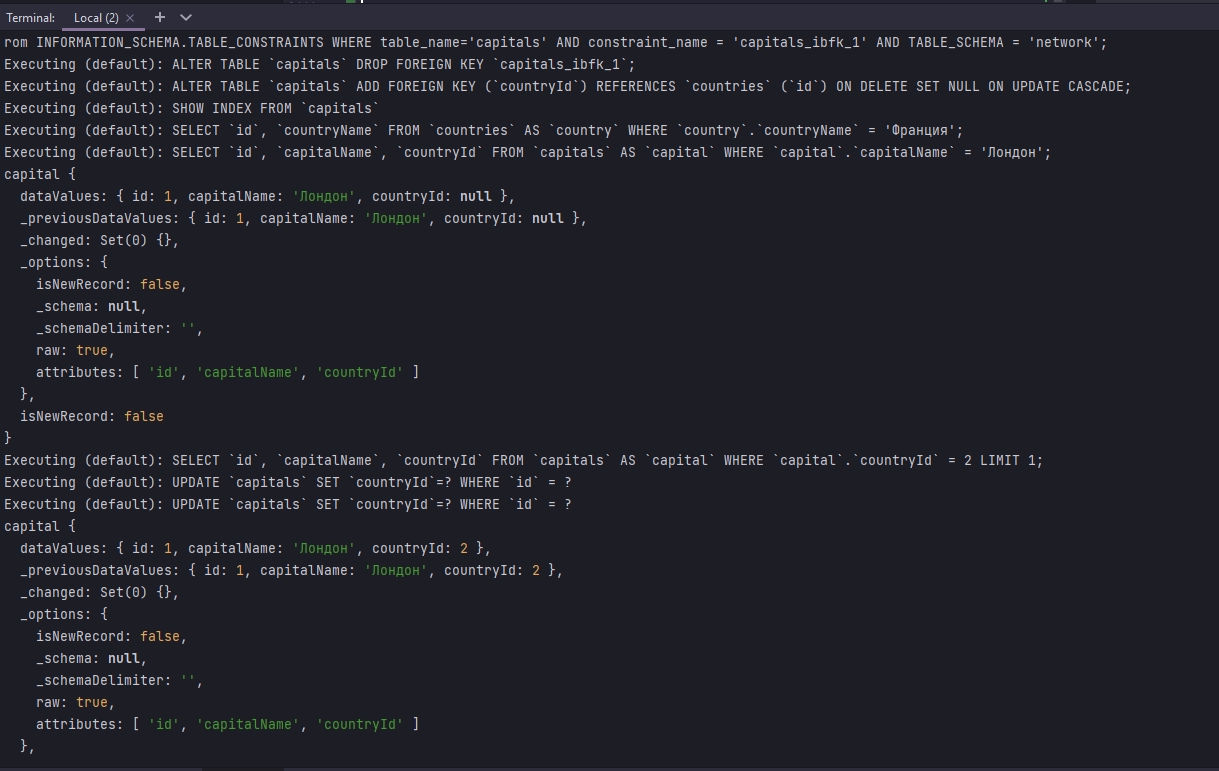 Terminal: Local (2) × +
rom INFORMATION_SCHEMA.TABLE_CONSTRAINTS WHERE table_name='capitals' AND constraint_name = 'capitals_ibfk_1' AND TABLE_SCHEMA = 'network';
Executing (default): ALTER TABLE `capitals` DROP FOREIGN KEY `capitals_ibfk_1`;
Executing (default): ALTER TABLE `capitals` ADD FOREIGN KEY (`countryId`) REFERENCES `countries` (`id`) ON DELETE SET NULL ON UPDATE CASCADE;
Executing (default): SHOW INDEX FROM `capitals`
Executing (default): SELECT `id`, `countryName` FROM `countries` AS `country` WHERE `country`.`countryName` = 'Франция';
Executing (default): SELECT `id`, `capitalName`, `countryId` FROM `capitals` AS `capital` WHERE `capital`.`capitalName` = 'Лондон';
capital {
  dataValues: { id: 1, capitalName: 'Лондон', countryId: null },
  _previousDataValues: { id: 1, capitalName: 'Лондон', countryId: null },
  _changed: Set(0) {},
  _options: {
    isNewRecord: false,
    _schema: null,
    _schemaDelimiter: '',
    raw: true,
    attributes: [ 'id', 'capitalName', 'countryId' ]
  },
  isNewRecord: false
}
Executing (default): SELECT `id`, `capitalName`, `countryId` FROM `capitals` AS `capital` WHERE `capital`.`countryId` = 2 LIMIT 1;
Executing (default): UPDATE `capitals` SET `countryId`=? WHERE `id` = ?
Executing (default): UPDATE `capitals` SET `countryId`=? WHERE `id` = ?
capital {
  dataValues: { id: 1, capitalName: 'Лондон', countryId: 2 },
  _previousDataValues: { id: 1, capitalName: 'Лондон', countryId: 2 },
  _changed: Set(0) {},
  _options: {
    isNewRecord: false,
    _schema: null,
    _schemaDelimiter: '',
    raw: true,
    attributes: [ 'id', 'capitalName', 'countryId' ]
  },